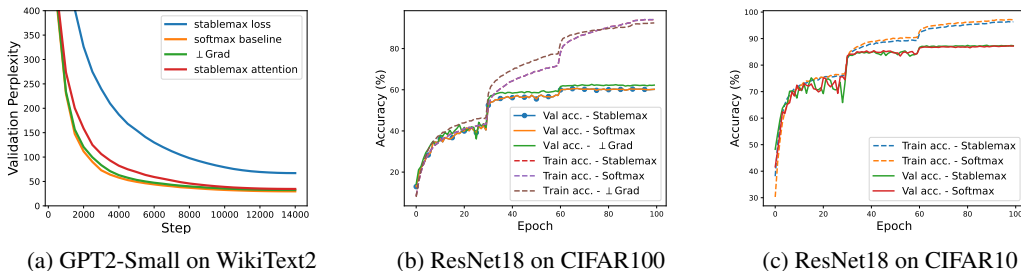 400
350
300
250
200
150
100
50
0
Validation Perplexity
0 2000 4000 6000 8000 10000 12000 14000
Step
stablemax loss
softmax baseline
⊥Grad
stablemax attention
(a) GPT2-Small on WikiText2
80
60
40
20
Accuracy (%)
0 20 40 60 80 100
Epoch
Val acc. - Stablemax
Val acc. - Softmax
Val acc. - ⊥Grad
Train acc. - Stablemax
Train acc. - Softmax
Train acc. - ⊥Grad
(b) ResNet18 on CIFAR100
100
90
80
70
60
50
40
30
Accuracy (%)
0 20 40 60 80 100
Epoch
Train acc. - Stablemax
Train acc. - Softmax
Val acc. - Stablemax
Val acc. - Softmax
(c) ResNet18 on CIFAR10